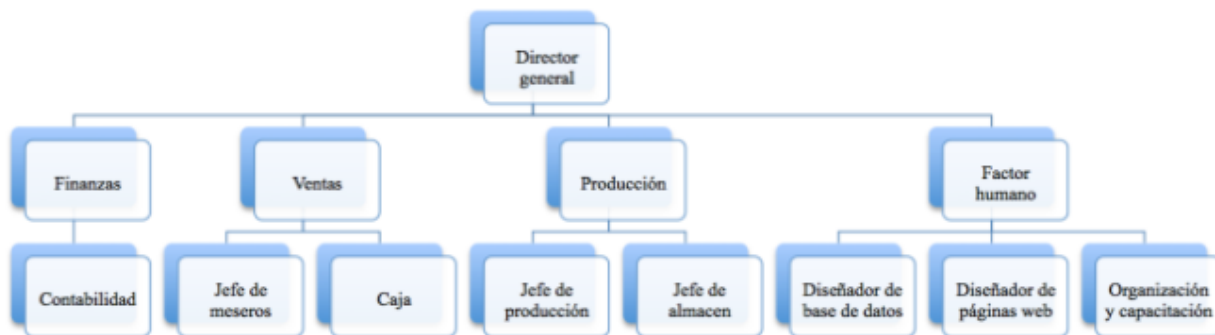 Director
general
Finanzas
Ventas
Producción
Factor
humano
Contabilidad
Jefe de
meseros
Caja
Jefe de
producción
Jefe de
almacen
Diseñador de
base de datos
Diseñador de
páginas web
Organización
y capacitación